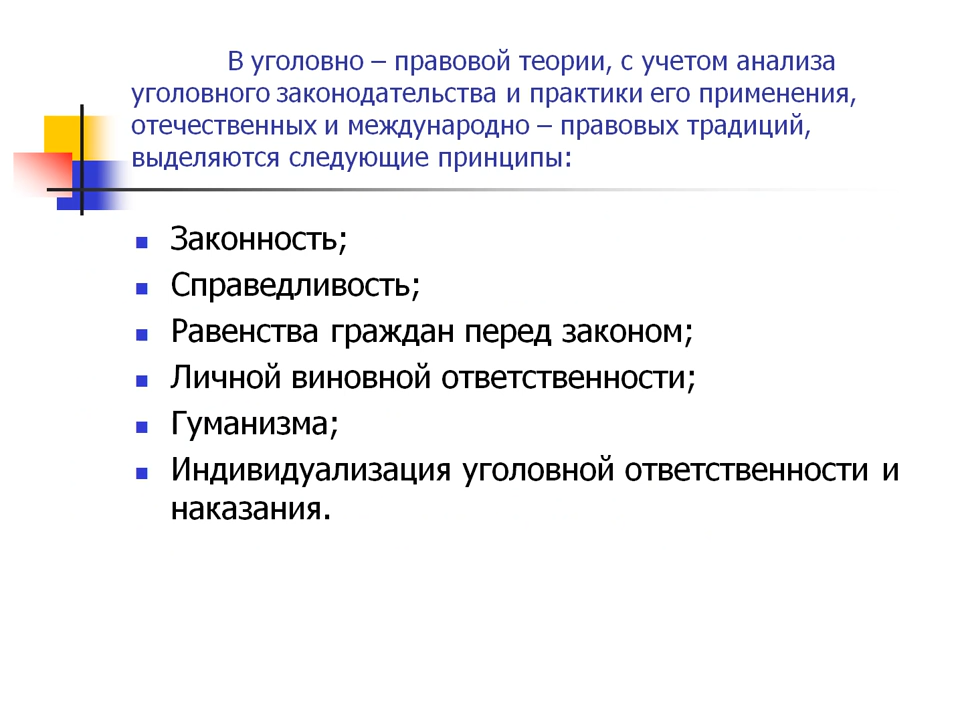 В уголовно – правовой теории, с учетом анализа
уголовного законодательства и практики его применения,
отечественных и международно – правовых традиций,
выделяются следующие принципы:
Законность;
Справедливость;
Равенства граждан перед законом;
Личной виновной ответственности;
Гуманизма;
Индивидуализация уголовной ответственности и
наказания.